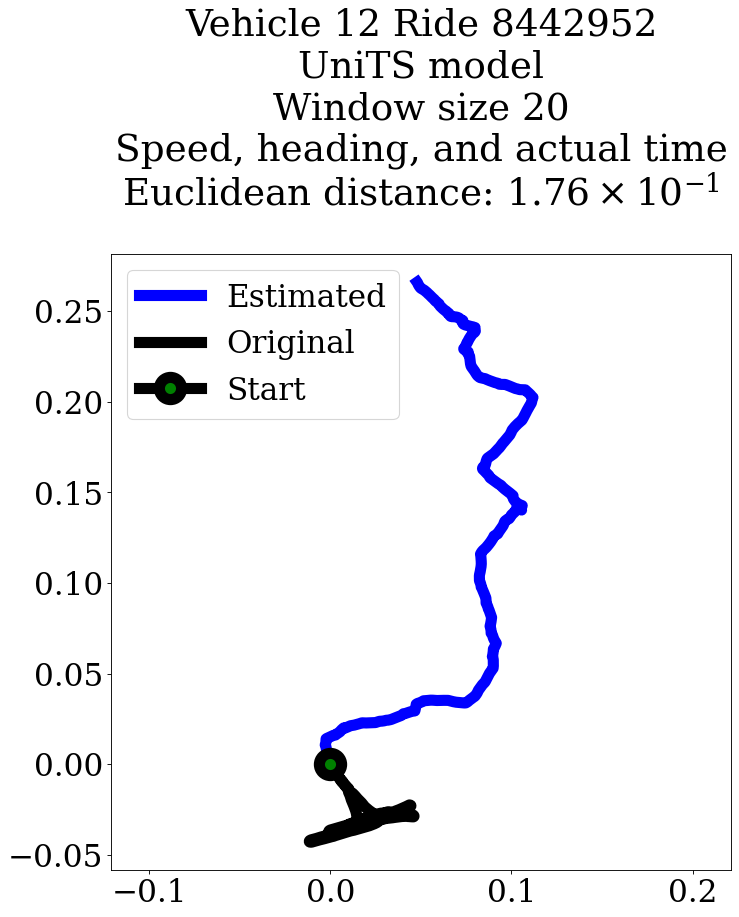 Vehicle 12 Ride 8442952
UniTS model
Window size 20
Speed, heading, and actual time
Euclidean distance: 1.76 × 10⁻¹
Estimated
Original
Start
0.25
0.20
0.15
0.10
0.05
0.00
−0.05
−0.1
0.0
0.1
0.2